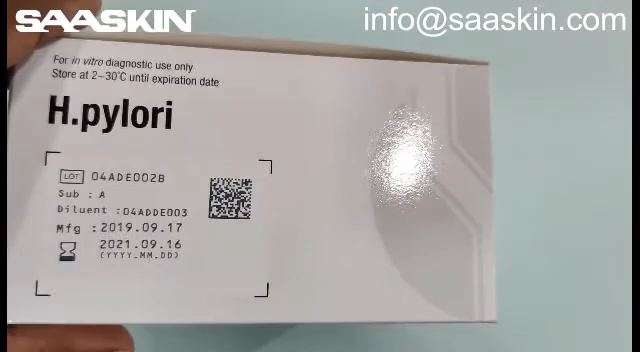 SAASKIN
info@saaskin.com
For in vitro diagnostic use only
Store at 2-30°C until expiration date
H.pylori
LOT 04ADE002B
Sub : A
Diluent :04ADDE003
Mfg :2019.09.17
2021.09.16
(YYYY.MM.DD)